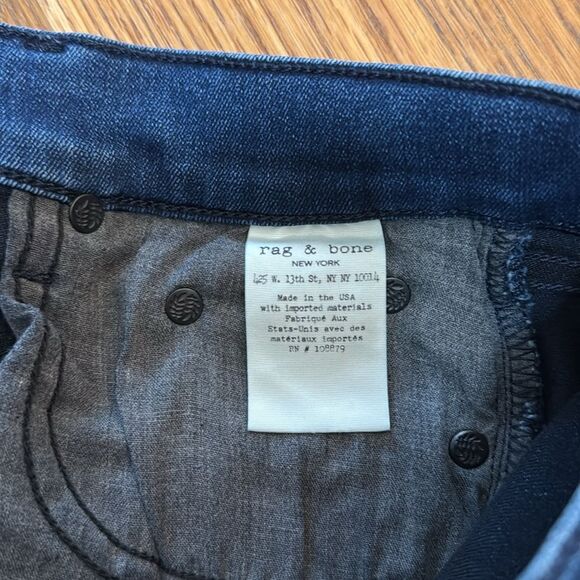 rag & bone
NEW YORK
425 W. 13th St, NY NY 10014
Made in the USA
with imported materials
Fabriqué Aux
États-Unis avec des
matériaux importés
RN # 108879